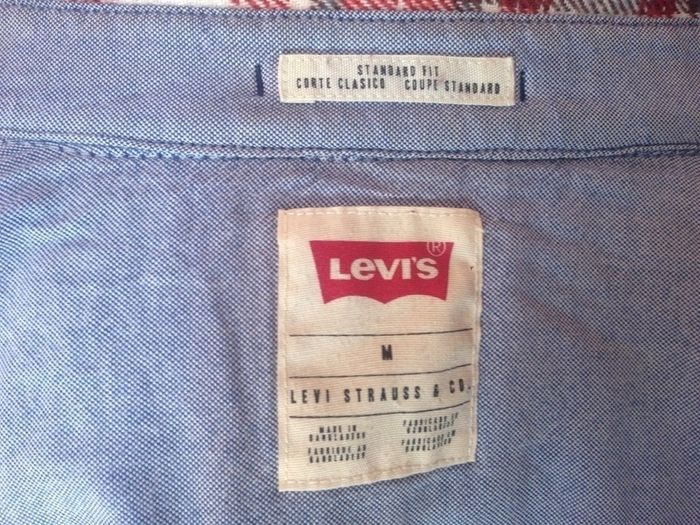 STANDARD FIT
CORTE CLASICO COUPE STANDARD
LEVI'S ®
M
LEVI STRAUSS & CO.
MADE IN
BANGLADESH
FABRIQUE AU
BANGLADESH
FABRICADO EN
BANGLADESH
FABRICADO EM
BANGLADESH